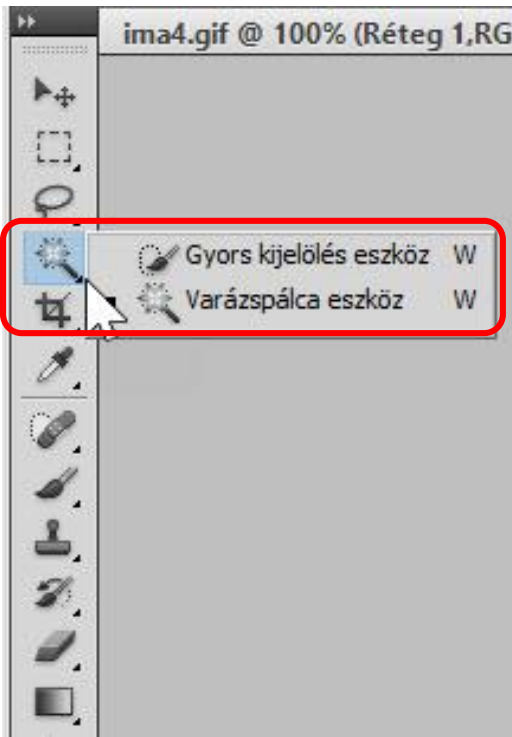 ima4.gif @ 100% (Réteg 1,RG
Gyors kijelölés eszköz W
Varázspálca eszköz W